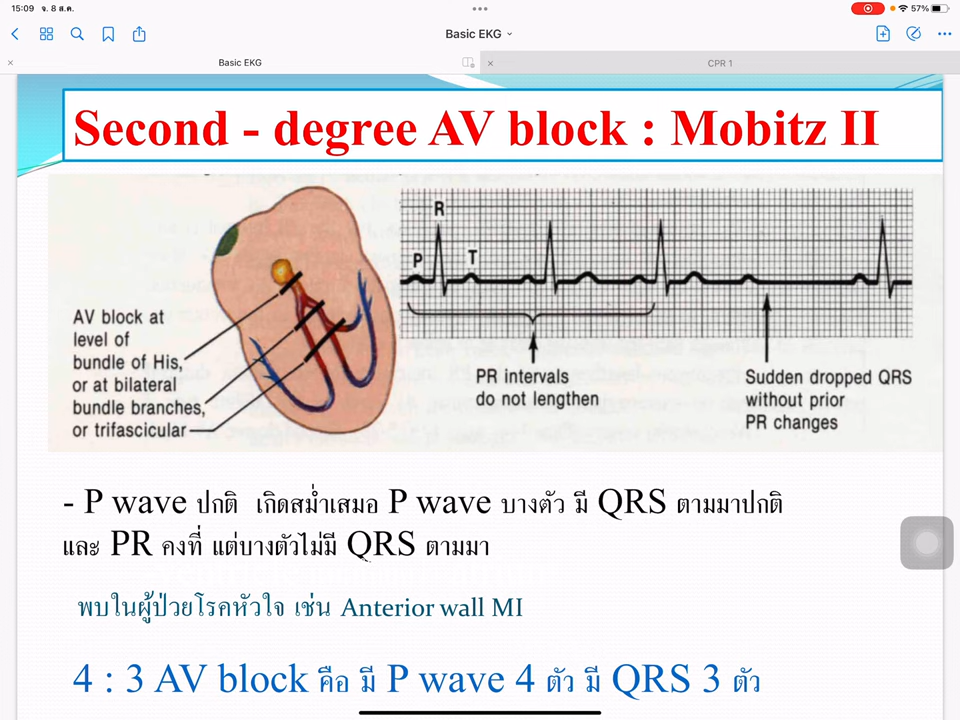 15:09 จ. 8 ส.ค.
57%
Basic EKG
Basic EKG
CPR 1
Second - degree AV block : Mobitz II
R
P
T
AV block at
level of
bundle of His,
or at bilateral
bundle branches,
or trifascicular
PR intervals
do not lengthen
Sudden dropped QRS
without prior
PR changes
- P wave ปกติ เกิดสม่ำเสมอ P wave บางตัว มี QRS ตามมาปกติ
และ PR คงที่ แต่บางตัวไม่มี QRS ตามมา
พบในผู้ป่วยโรคหัวใจ เช่น Anterior wall MI
4 : 3 AV block คือ มี P wave 4 ตัว มี QRS 3 ตัว